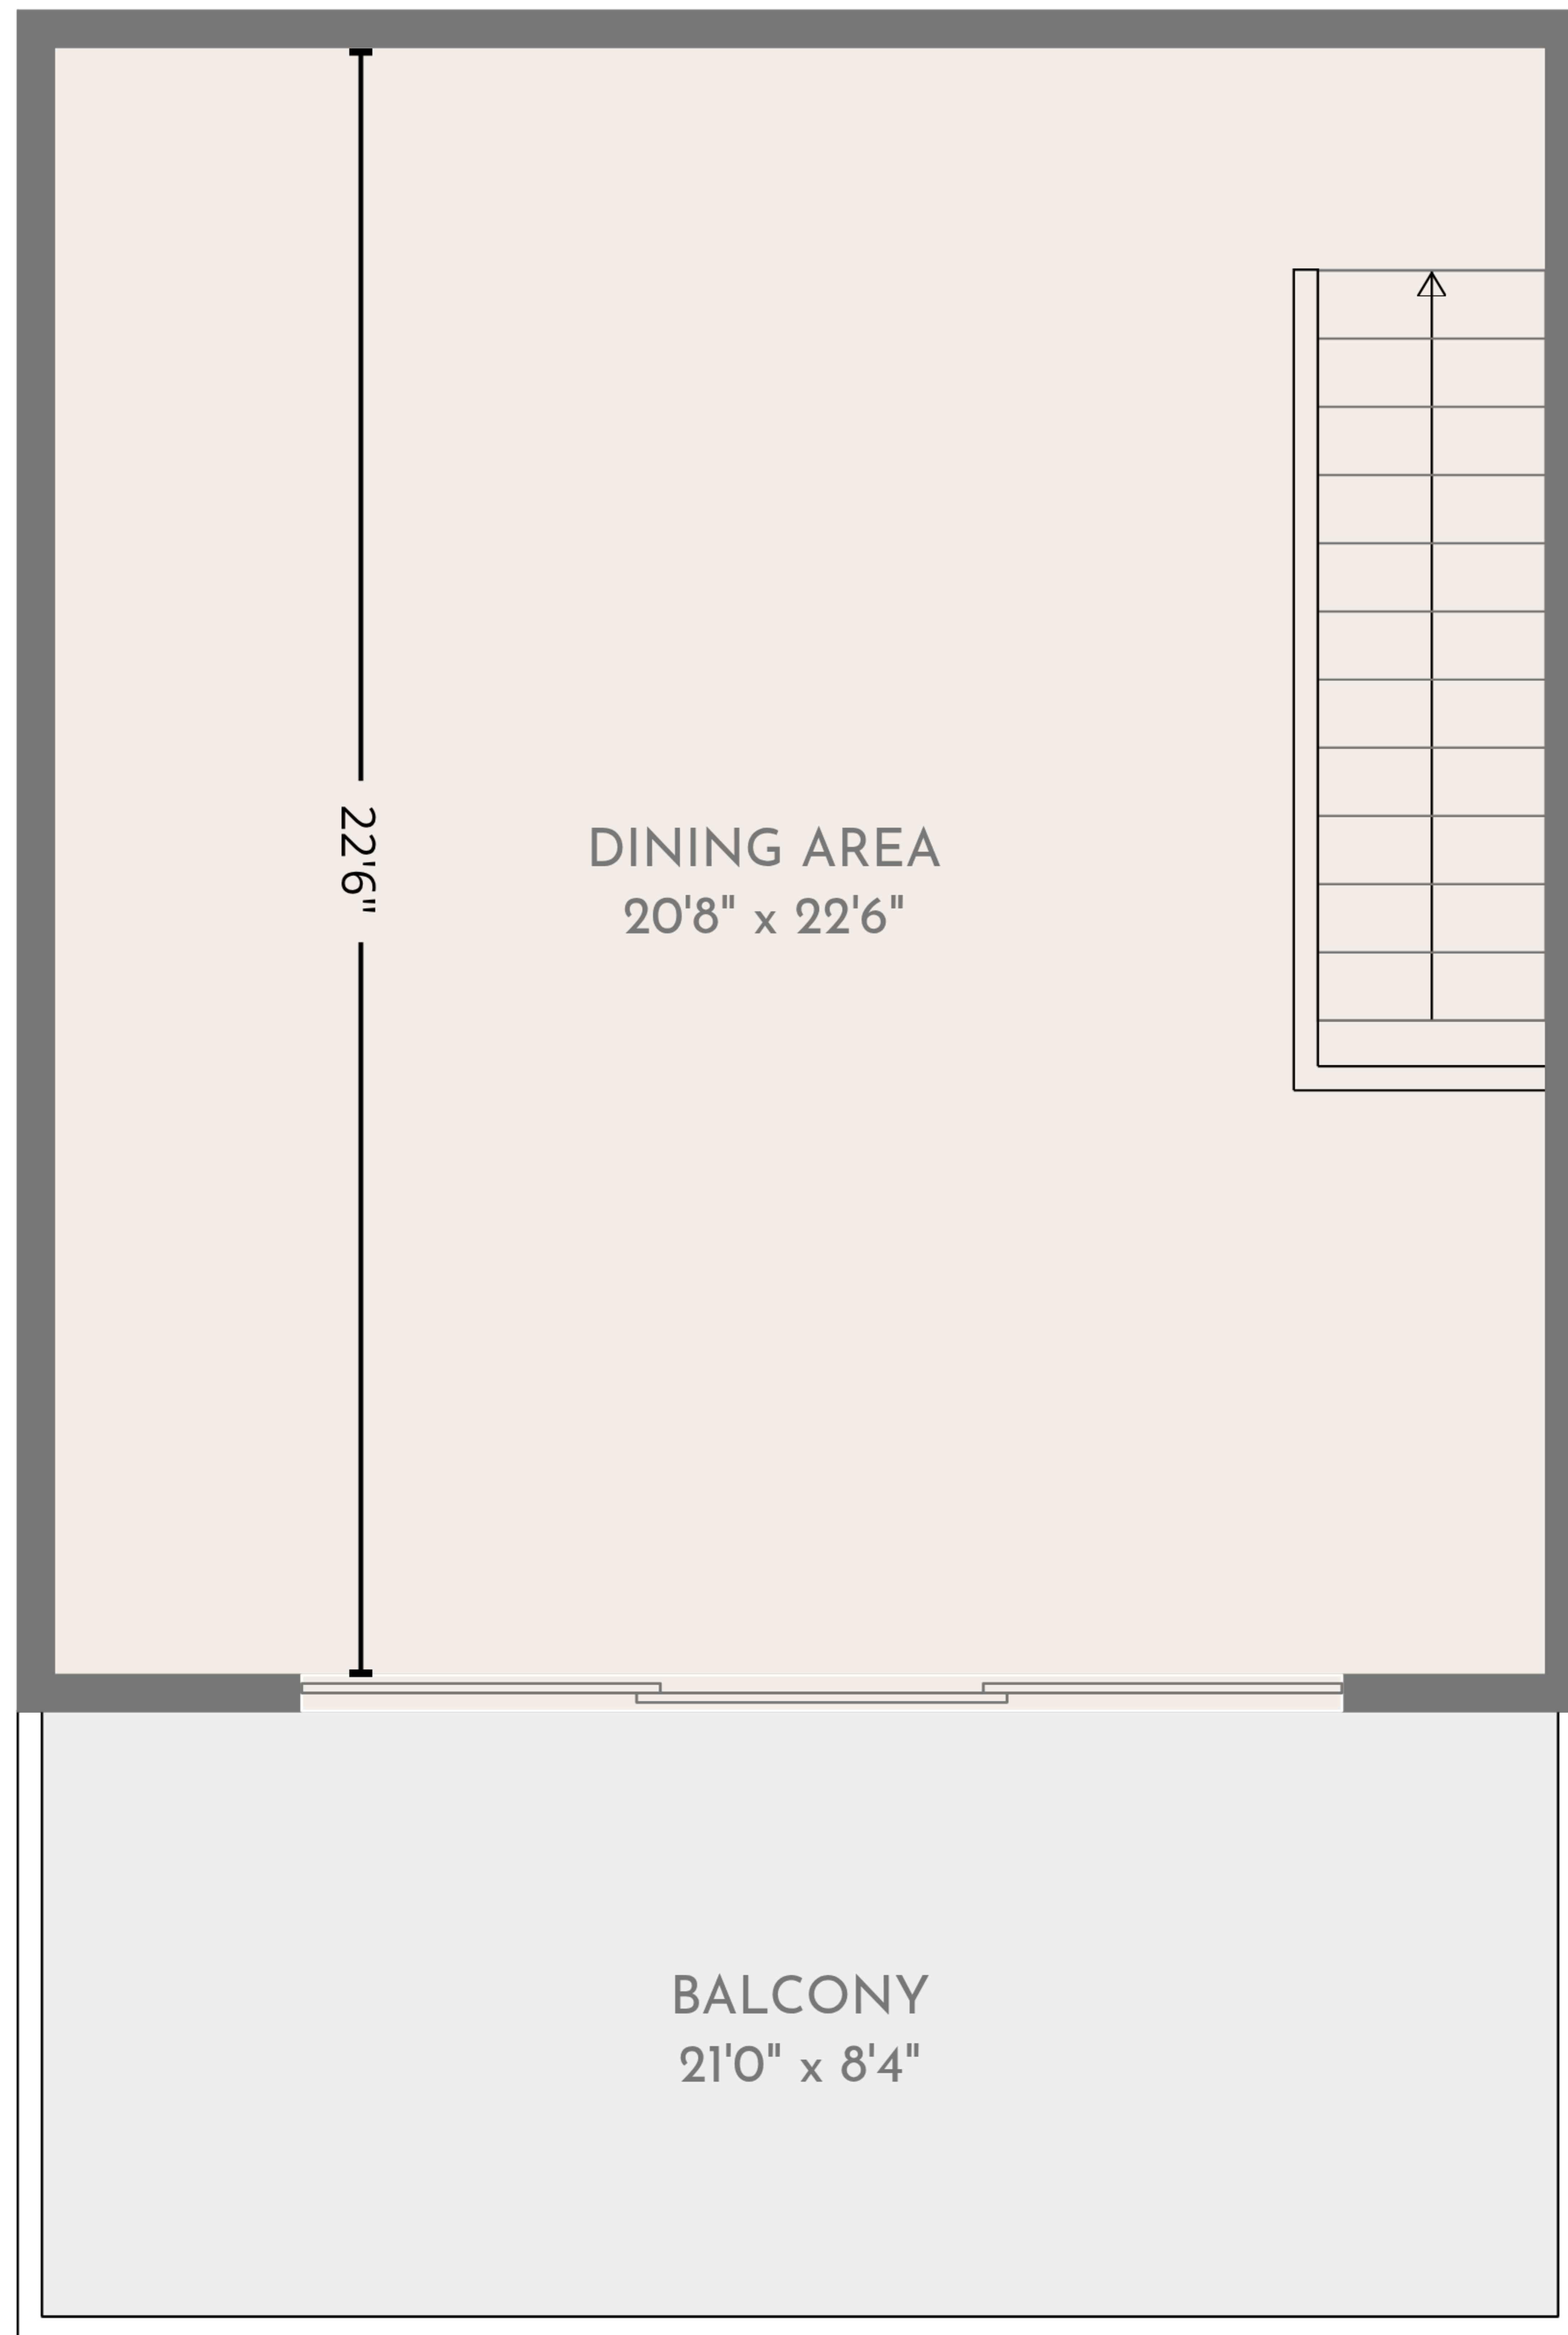 22'6"
DINING AREA
20'8" x 22'6"
BALCONY
21'0" x 8'4"